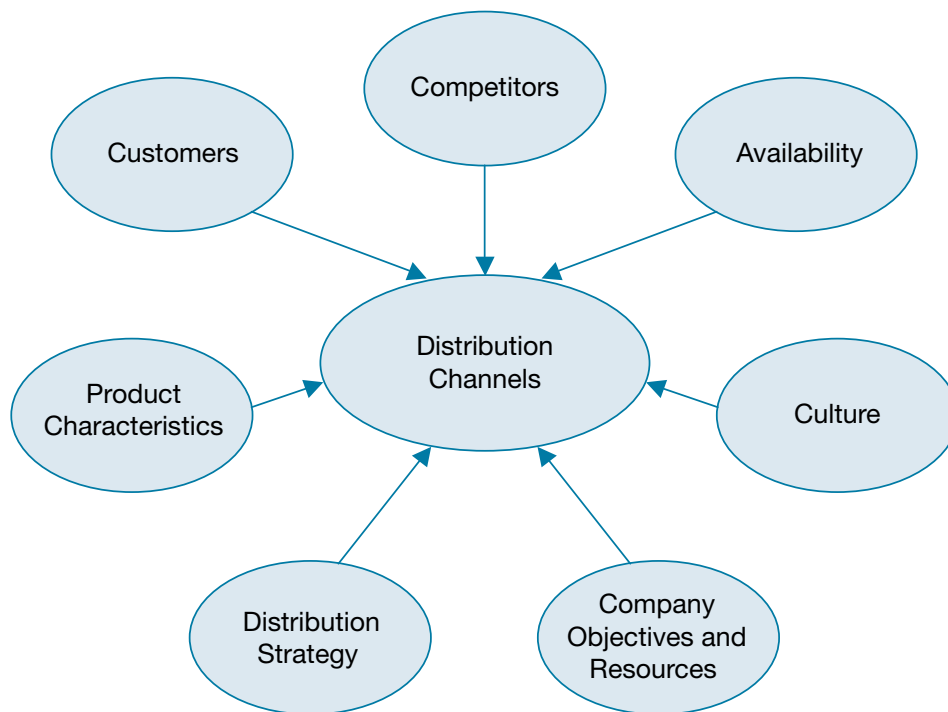 Competitors
Customers
Availability
Distribution
Channels
Product
Characteristics
Culture
Distribution
Strategy
Company
Objectives and
Resources